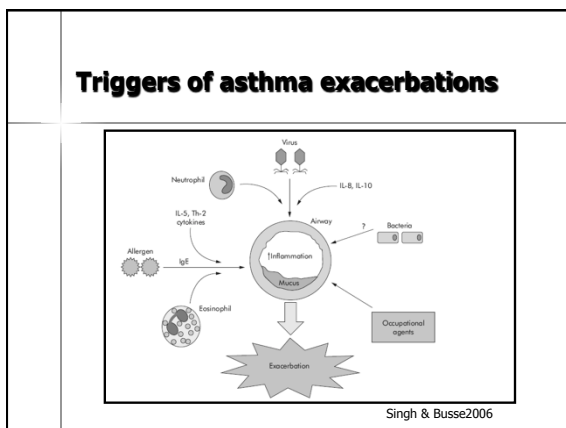 Triggers of asthma exacerbations
Virus
Neutrophil
IL-8, IL-10
IL-5, Th-2
cytokines
Airway
?
Bacteria
Allergen
IgE
↑Inflammation
Mucus
Eosinophil
Occupational
agents
Exacerbation
Singh & Busse2006